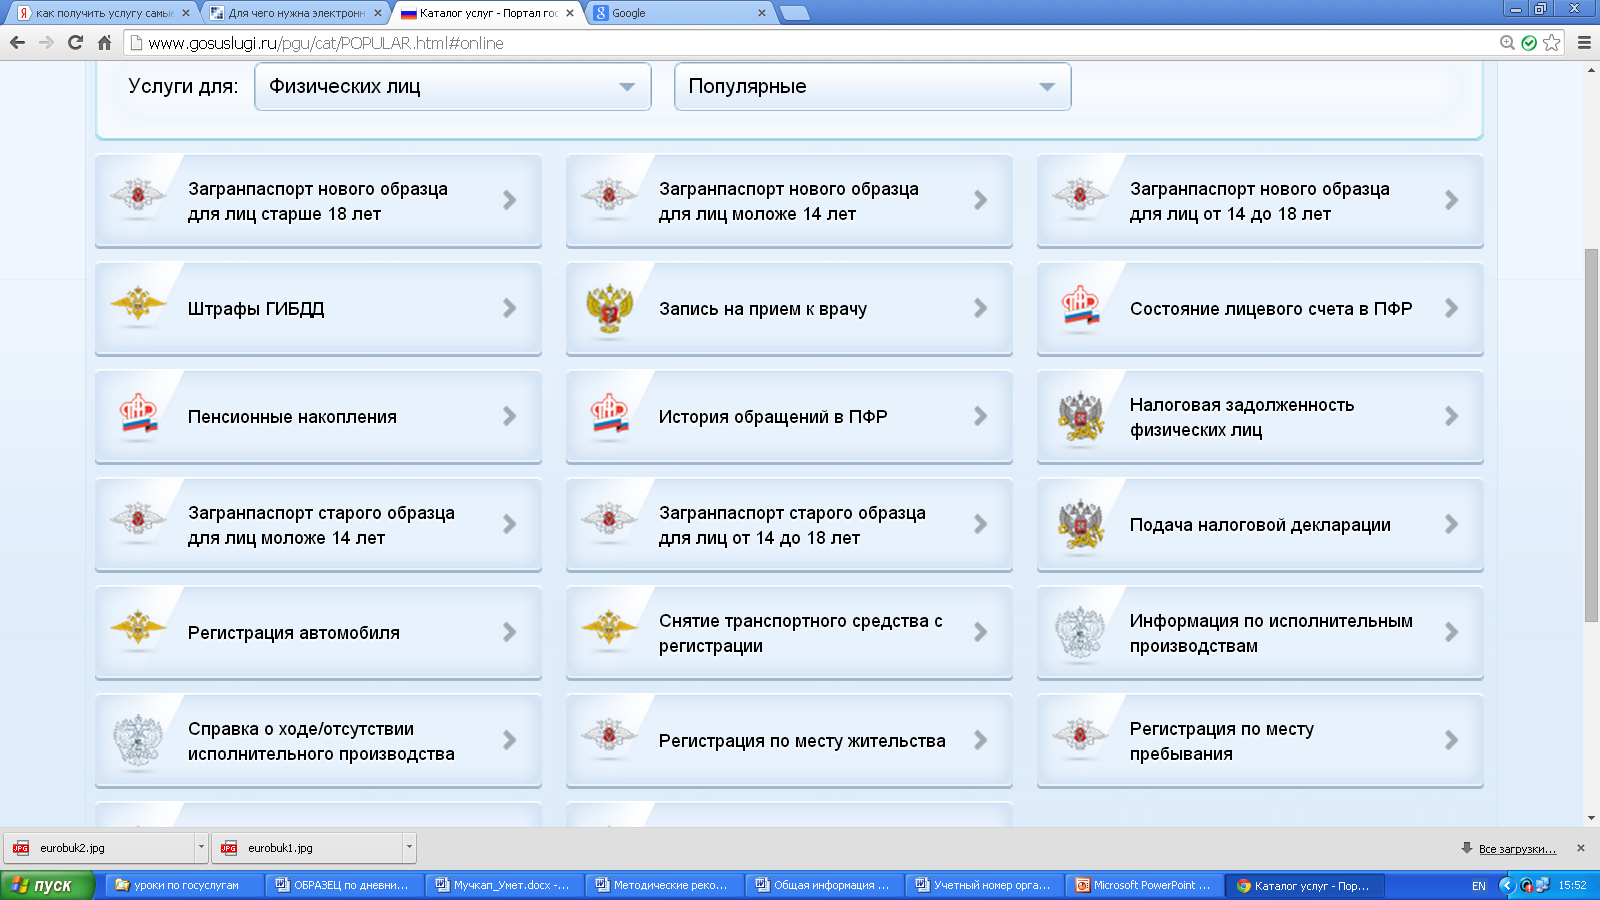 как получить услугу самые
Для чего нужна электронн
Каталог услуг - Портал гос
Google
www.gosuslugi.ru/pgu/cat/POPULAR.html#online
Услуги для:
Физических лиц
Популярные
Загранпаспорт нового образца
для лиц старше 18 лет
Загранпаспорт нового образца
для лиц моложе 14 лет
Загранпаспорт нового образца
для лиц от 14 до 18 лет
Штрафы ГИБДД
Запись на прием к врачу
Состояние лицевого счета в ПФР
Пенсионные накопления
История обращений в ПФР
Налоговая задолженность
физических лиц
Загранпаспорт старого образца
для лиц моложе 14 лет
Загранпаспорт старого образца
для лиц от 14 до 18 лет
Подача налоговой декларации
Регистрация автомобиля
Снятие транспортного средства с
регистрации
Информация по исполнительным
производствам
Справка о ходе/отсутствии
исполнительного производства
Регистрация по месту жительства
Регистрация по месту
пребывания
eurobuk2.jpg
eurobuk1.jpg
Все загрузки...
пуск
уроки по госуслугам
ОБРАЗЕЦ по дневни...
Мучкап_Умет.docx -...
Методические реко...
Общая информация ...
Учетный номер орга...
Microsoft PowerPoint ...
Каталог услуг - Пор...
EN
15:52